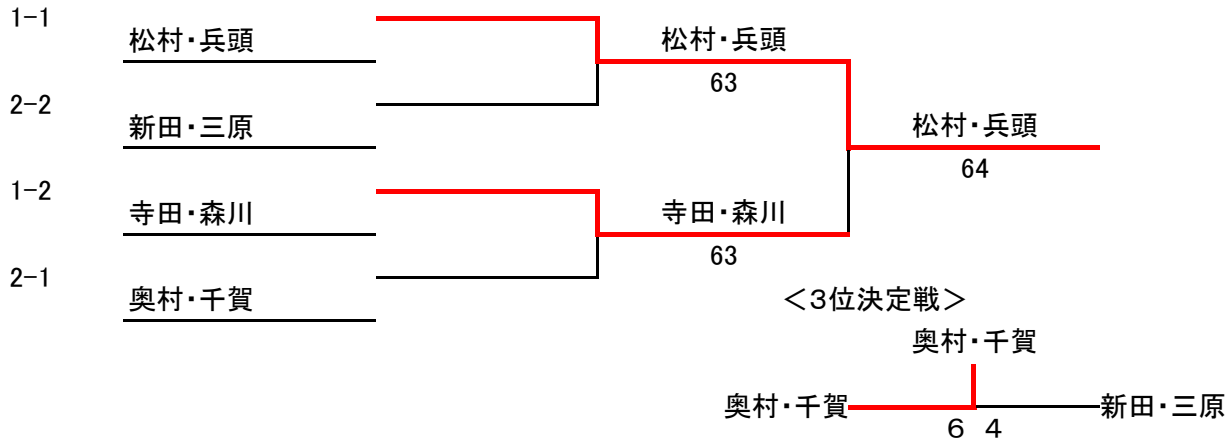 1-1
松村・兵頭
松村・兵頭
63
2-2
新田・三原
松村・兵頭
64
1-2
寺田・森川
寺田・森川
63
2-1
奥村・千賀
＜３位決定戦＞
奥村・千賀
奥村・千賀
新田・三原
６ ４